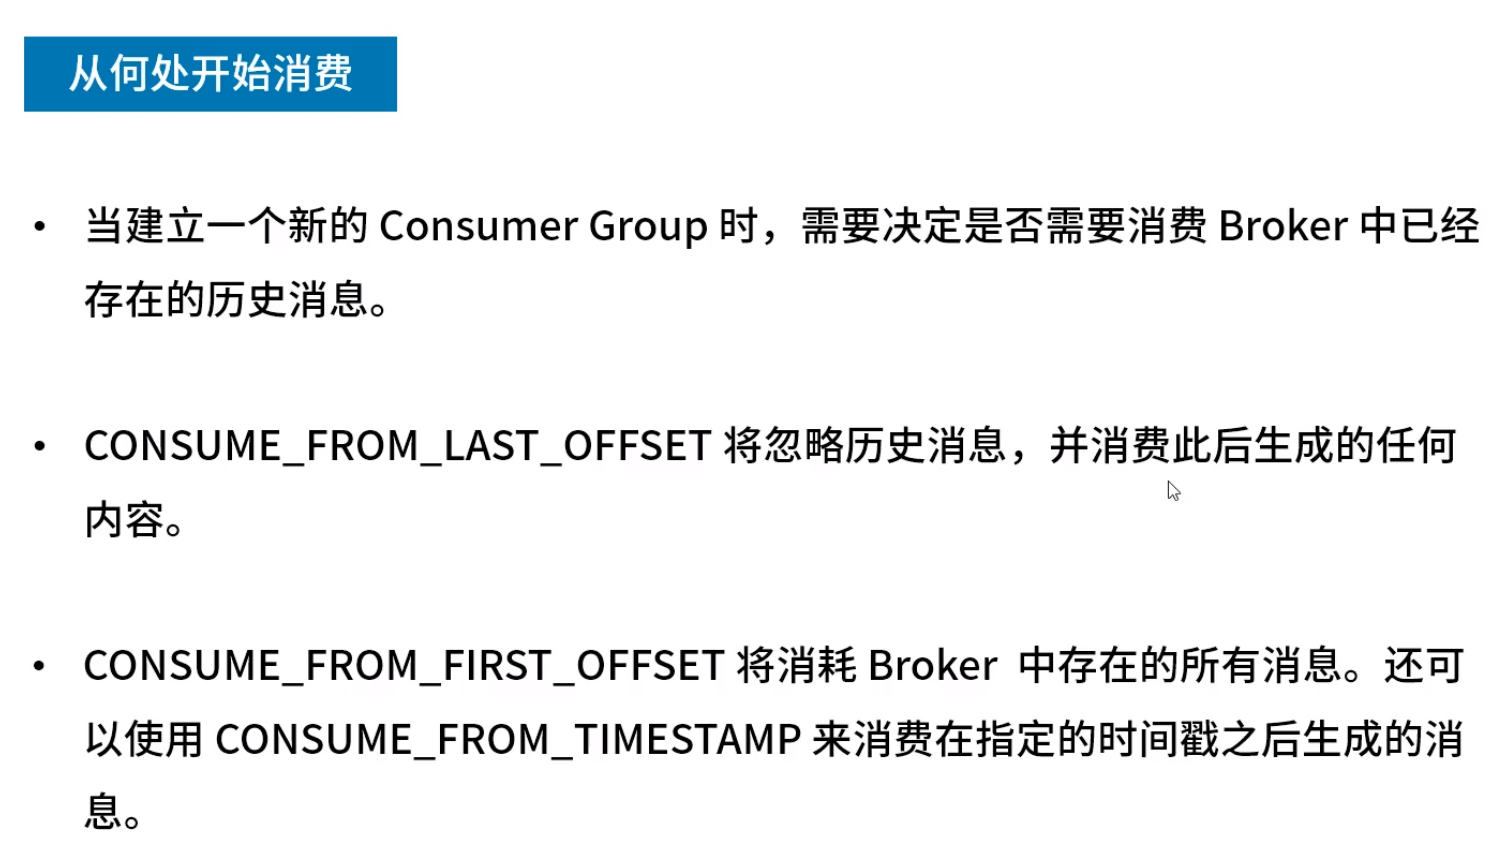 从何处开始消费
• 当建立一个新的 Consumer Group 时，需要决定是否需要消费 Broker 中已经
存在的历史消息。
• CONSUME_FROM_LAST_OFFSET 将忽略历史消息，并消费此后生成的任何
内容。
• CONSUME_FROM_FIRST_OFFSET 将消耗 Broker 中存在的所有消息。还可
以使用 CONSUME_FROM_TIMESTAMP 来消费在指定的时间戳之后生成的消
息。